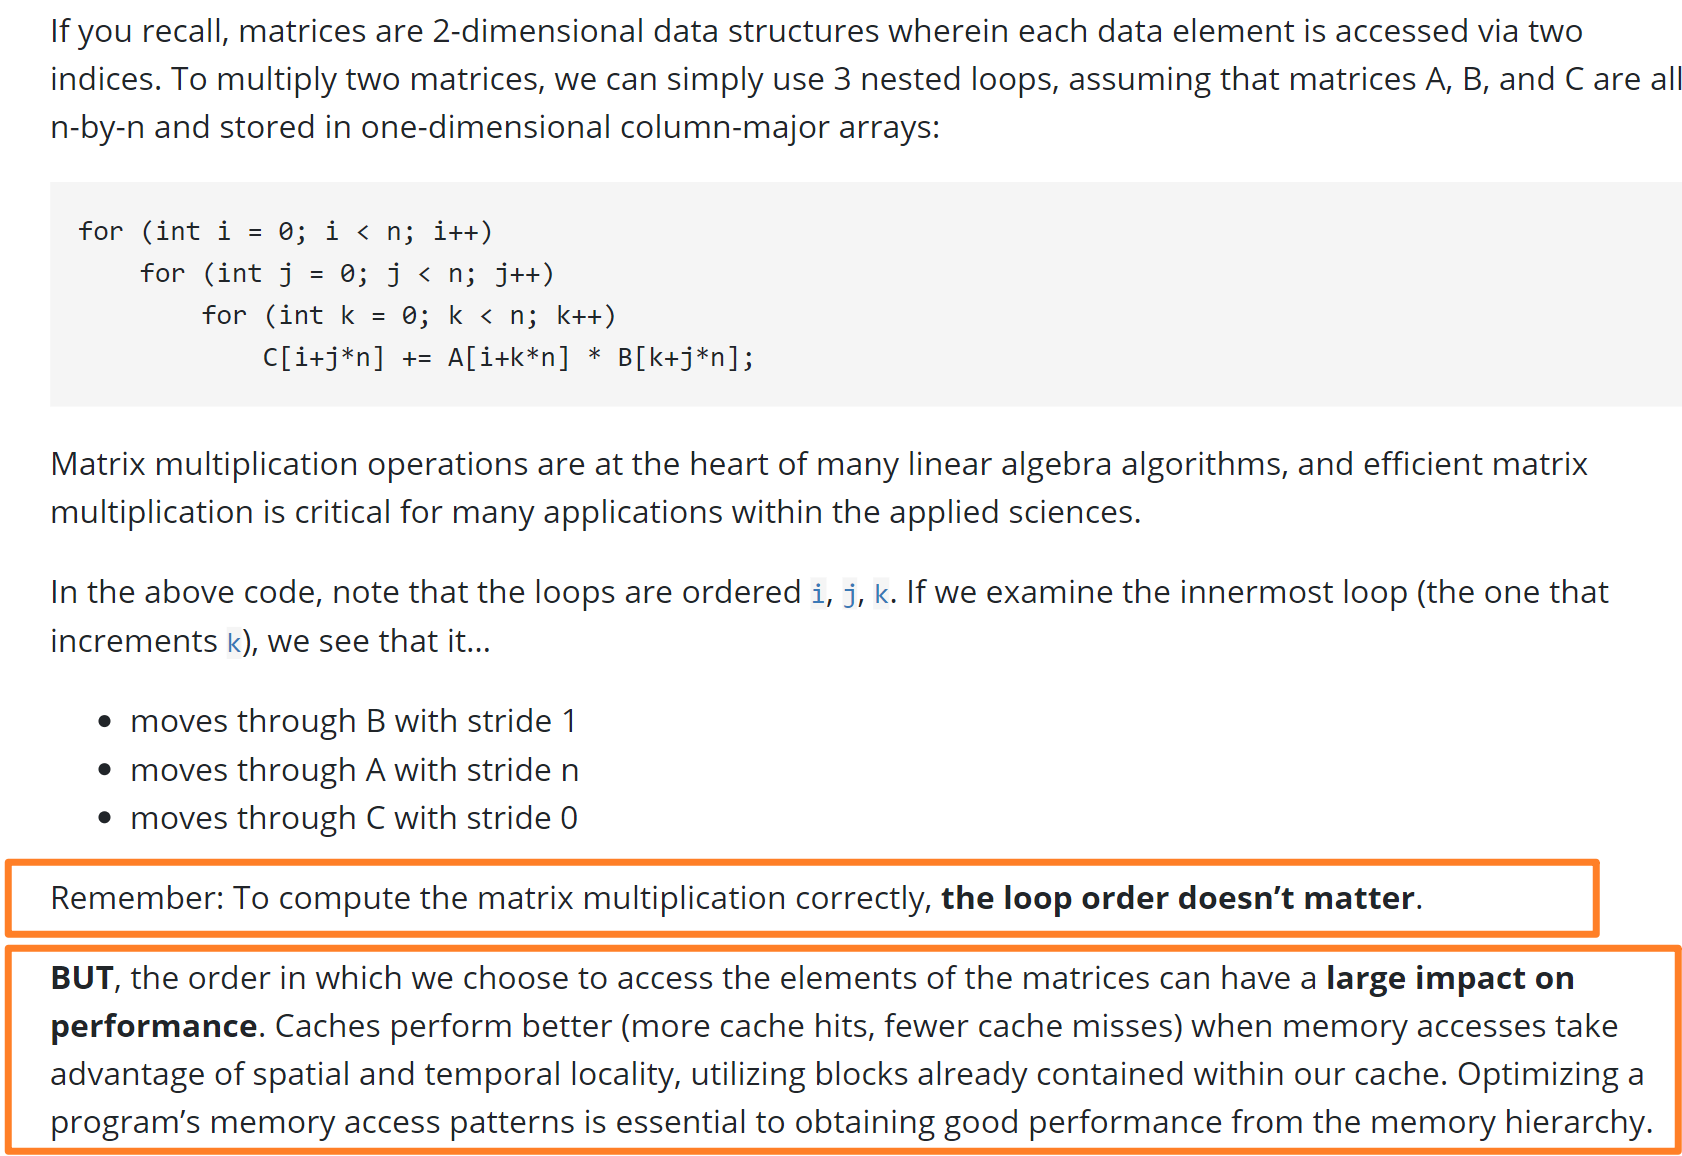 If you recall, matrices are 2-dimensional data structures wherein each data element is accessed via two
indices. To multiply two matrices, we can simply use 3 nested loops, assuming that matrices A, B, and C are all
n-by-n and stored in one-dimensional column-major arrays:
for (int i = 0; i < n; i++)
    for (int j = 0; j < n; j++)
        for (int k = 0; k < n; k++)
            C[i+j*n] += A[i+k*n] * B[k+j*n];
Matrix multiplication operations are at the heart of many linear algebra algorithms, and efficient matrix
multiplication is critical for many applications within the applied sciences.
In the above code, note that the loops are ordered i, j, k. If we examine the innermost loop (the one that
increments k), we see that it...
• moves through B with stride 1
• moves through A with stride n
• moves through C with stride 0
Remember: To compute the matrix multiplication correctly, the loop order doesn’t matter.
BUT, the order in which we choose to access the elements of the matrices can have a large impact on
performance. Caches perform better (more cache hits, fewer cache misses) when memory accesses take
advantage of spatial and temporal locality, utilizing blocks already contained within our cache. Optimizing a
program’s memory access patterns is essential to obtaining good performance from the memory hierarchy.